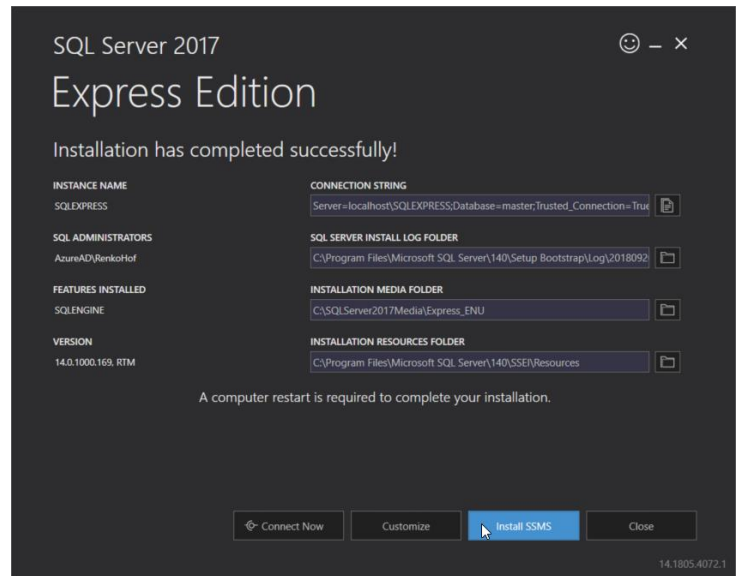 SQL Server 2017
Express Edition
Installation has completed successfully!
INSTANCE NAME
SQLEXPRESS
CONNECTION STRING
Server=localhost\SQLEXPRESS;Database=master;Trusted_Connection=True
SQL ADMINISTRATORS
AzureAD\RenkoHof
SQL SERVER INSTALL LOG FOLDER
C:\Program Files\Microsoft SQL Server\140\Setup Bootstrap\Log\2018092
FEATURES INSTALLED
SQLENGINE
INSTALLATION MEDIA FOLDER
C:\SQLServer2017Media\Express_ENU
VERSION
14.0.1000.169, RTM
INSTALLATION RESOURCES FOLDER
C:\Program Files\Microsoft SQL Server\140\SSEI\Resources
A computer restart is required to complete your installation.
Connect Now
Customize
Install SSMS
Close
14.1805.4072.1